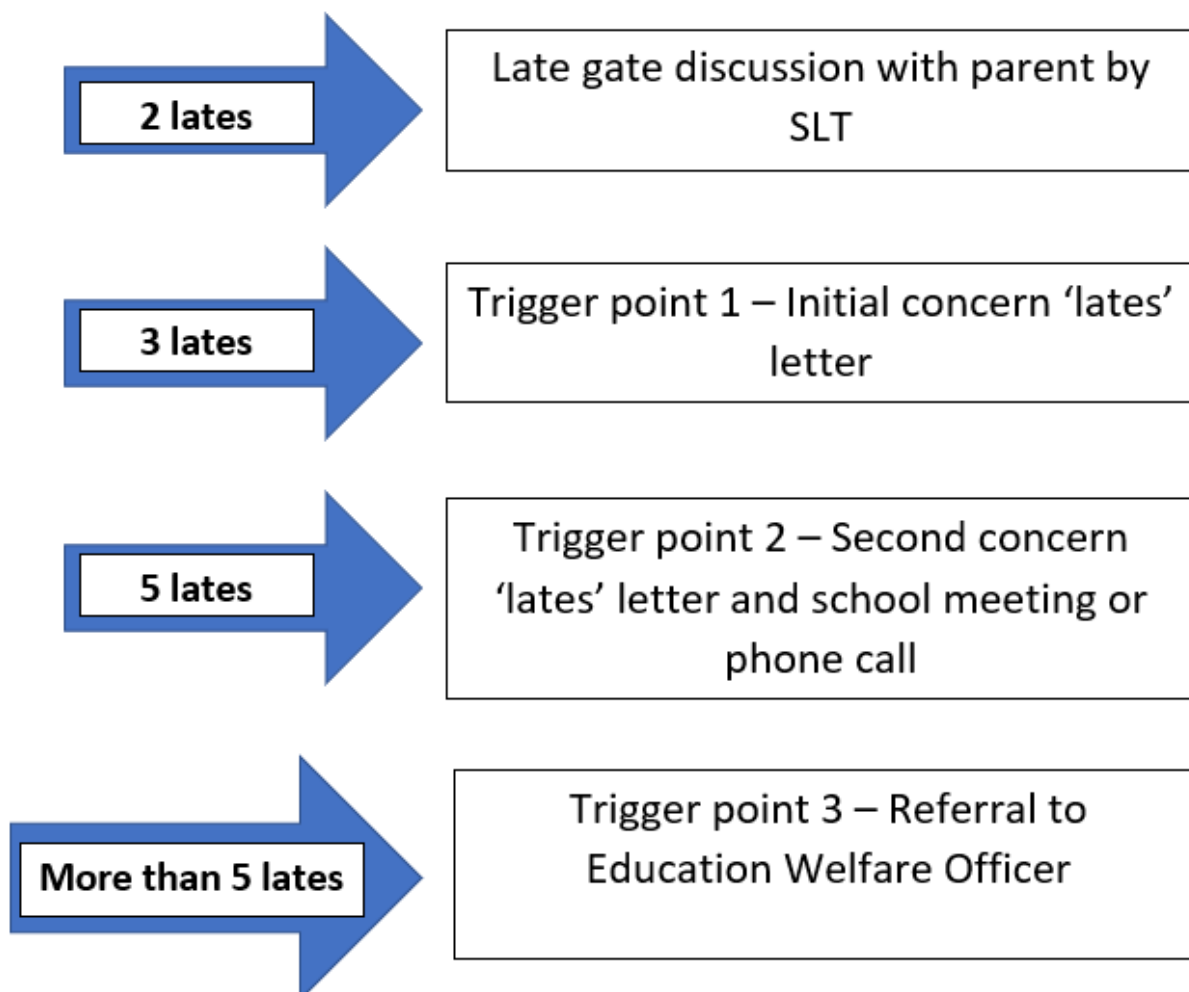 2 lates
Late gate discussion with parent by
SLT
3 lates
Trigger point 1 – Initial concern ‘lates’
letter
5 lates
Trigger point 2 – Second concern
‘lates’ letter and school meeting or
phone call
More than 5 lates
Trigger point 3 – Referral to
Education Welfare Officer